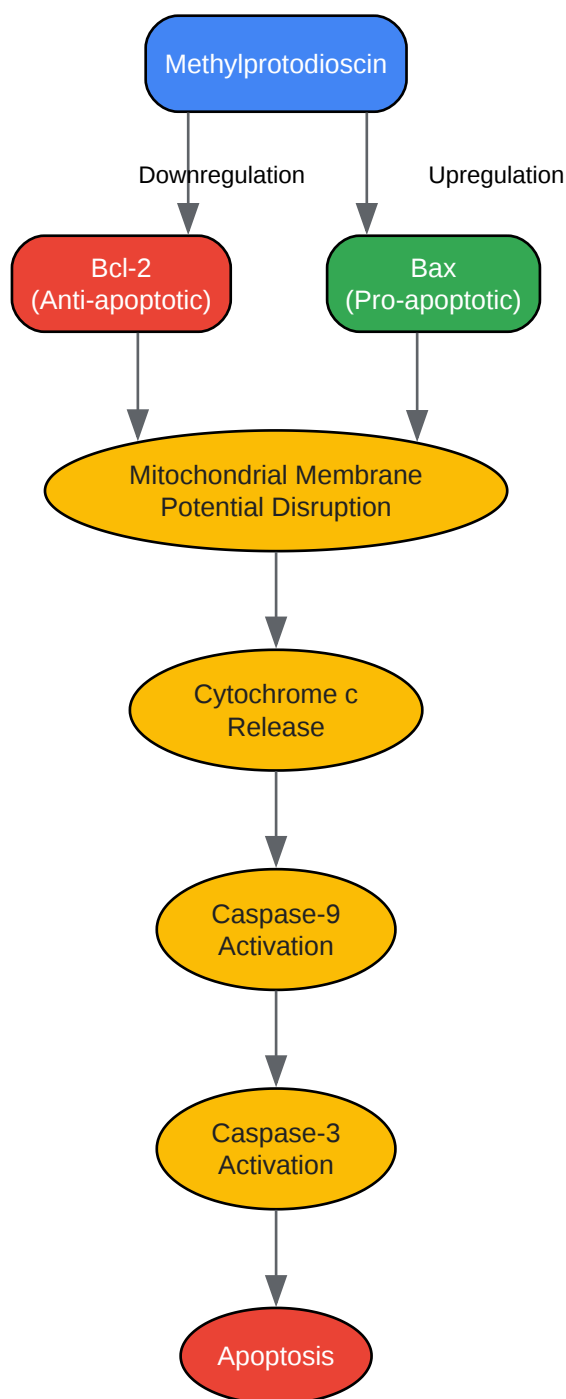 Methylprotodioscin
Downregulation
Upregulation
Bcl-2
(Anti-apoptotic)
Bax
(Pro-apoptotic)
Mitochondrial Membrane
Potential Disruption
Cytochrome c
Release
Caspase-9
Activation
Caspase-3
Activation
Apoptosis